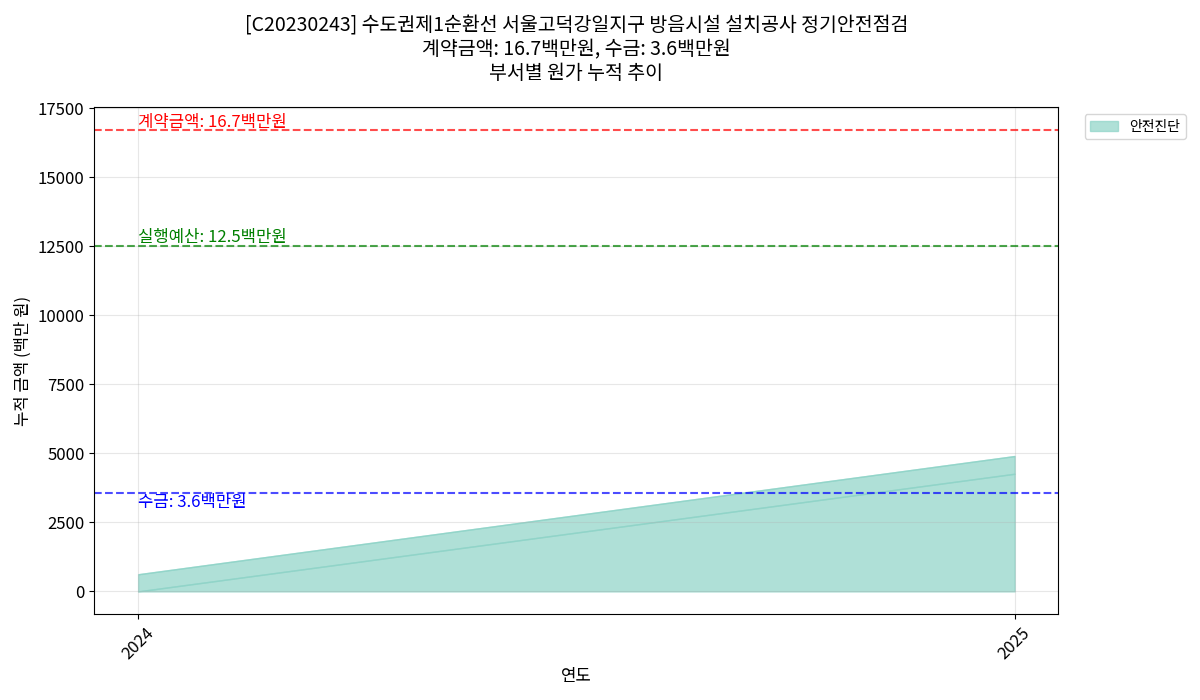 [C20230243] 수도권제1순환선 서울고덕강일지구 방음시설 설치공사 정기안전점검
계약금액: 16.7백만원, 수금: 3.6백만원
부서별 원가 누적 추이
17500
계약금액: 16.7백만원
안전진단
15000
실행예산: 12.5백만원
12500
10000
누적 금액 (백만 원)
7500
5000
수금: 3.6백만원
2500
0
2024
2025
연도